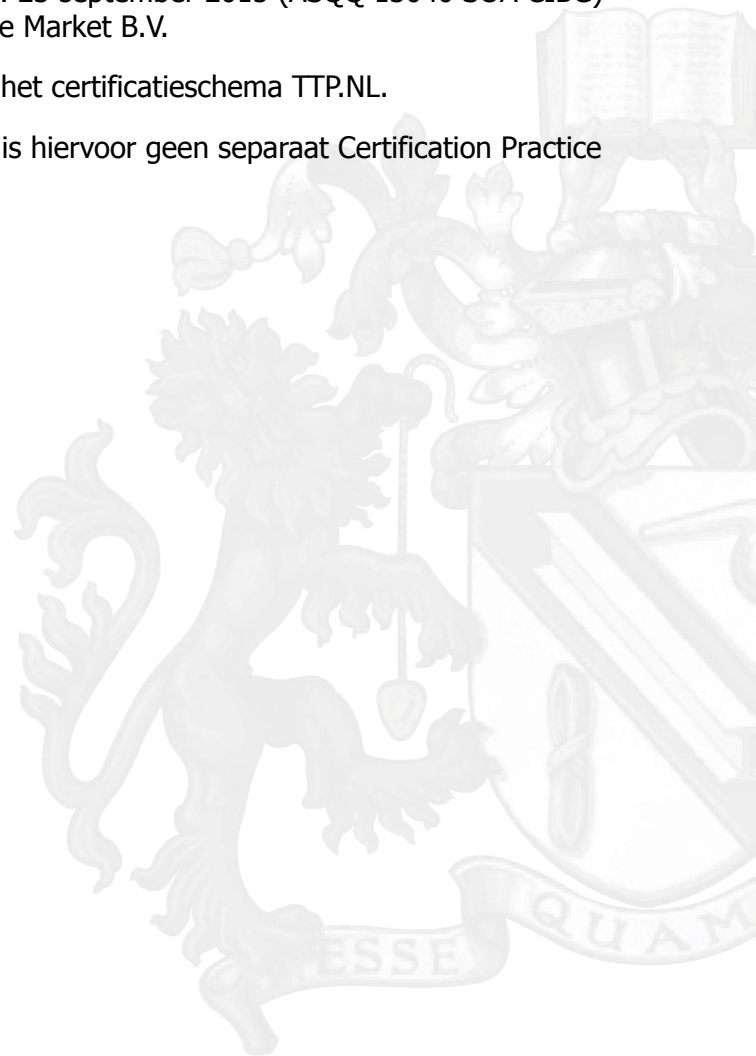 e Market B.V.
het certificatieschema TTP.NL.
is hiervoor geen separaat Certification Practice
ESSE QUAM